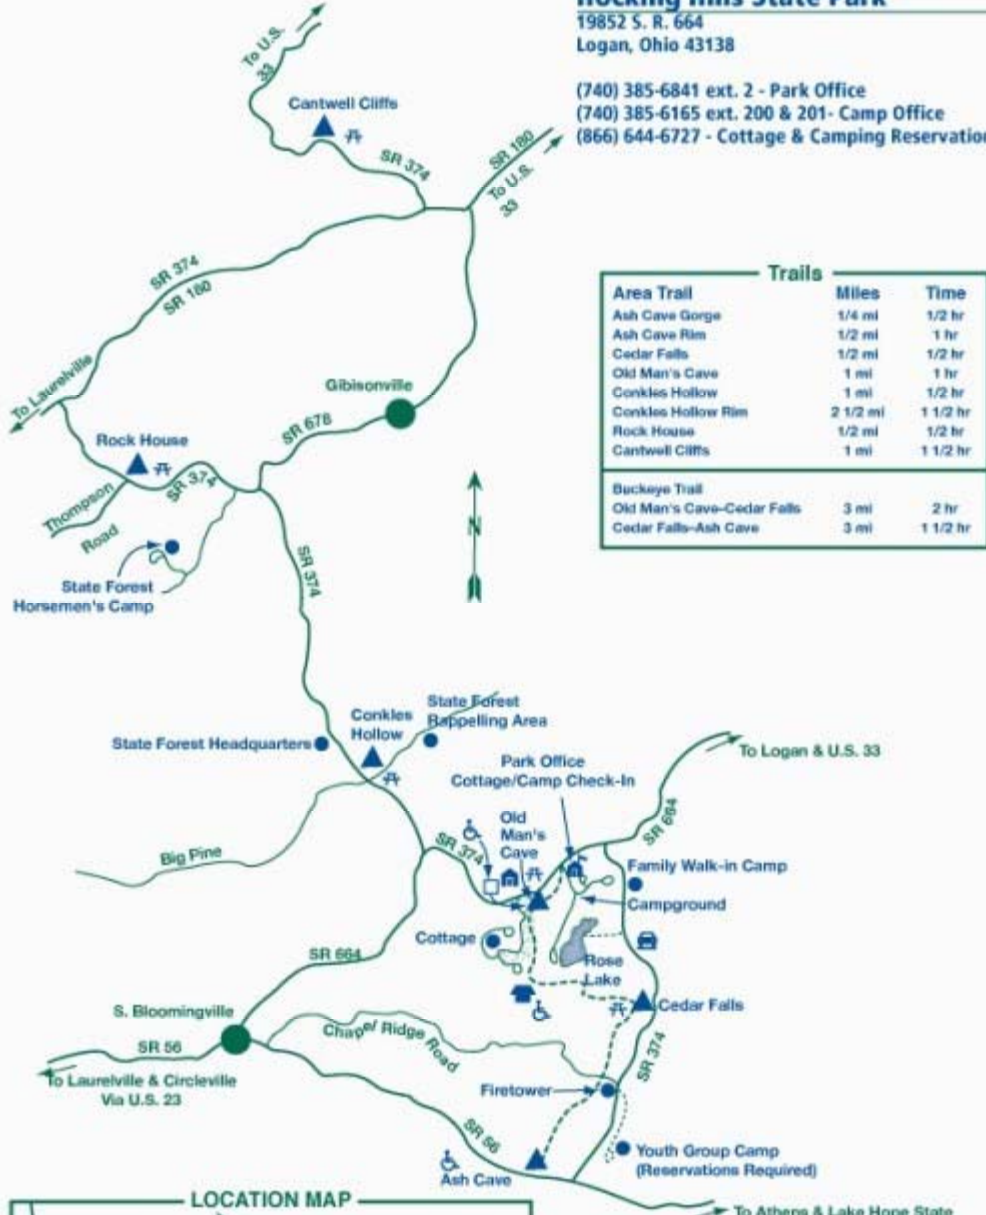 Hocking Hills State Park
19852 S. R. 664
Logan, Ohio 43138
(740) 385-6841 ext. 2 - Park Office
(740) 385-6165 ext. 200 & 201- Camp Office
(866) 644-6727 - Cottage & Camping Reservation
To U.S.
33
Cantwell Cliffs
SR 374
SR 180
To U.S.
33
SR 374
SR 180
To Laurelville
Gibisonville
SR 678
Rock House
SR 374
Thompson
Road
State Forest
Horsemen's Camp
N
SR 374
Trails
Area Trail Miles Time
Ash Cave Gorge 1/4 mi 1/2 hr
Ash Cave Rim 1/2 mi 1 hr
Cedar Falls 1/2 mi 1/2 hr
Old Man's Cave 1 mi 1 hr
Conkles Hollow 1 mi 1/2 hr
Conkles Hollow Rim 2 1/2 mi 1 1/2 hr
Rock House 1/2 mi 1/2 hr
Cantwell Cliffs 1 mi 1 1/2 hr
Buckeye Trail
Old Man's Cave-Cedar Falls 3 mi 2 hr
Cedar Falls-Ash Cave 3 mi 1 1/2 hr
State Forest Headquarters
Conkles
Hollow
State Forest
Rappelling Area
Park Office
Cottage/Camp Check-In
To Logan & U.S. 33
SR 664
Old
Man's
Cave
SR 374
Big Pine
Family Walk-in Camp
Campground
Cottage
Rose
Lake
SR 664
Cedar Falls
S. Bloomingville
SR 56
Chapel Ridge Road
SR 374
To Laurelville & Circleville
Via U.S. 23
Firetower
SR 56
Youth Group Camp
(Reservations Required)
Ash Cave
LOCATION MAP
To Athens & Lake Hope State